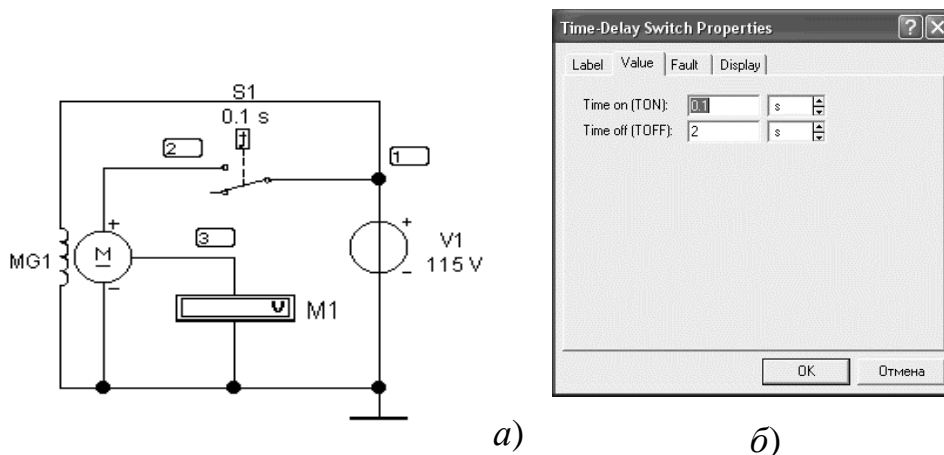 S1
0.1 s
2
1
3
+
M
-
MG1
+
-
V1
115 V
V
M1
а)
Time-Delay Switch Properties
Label Value Fault Display
Time on (TON): 0.1 s
Time off (TOFF): 2 s
OK Отмена
б)